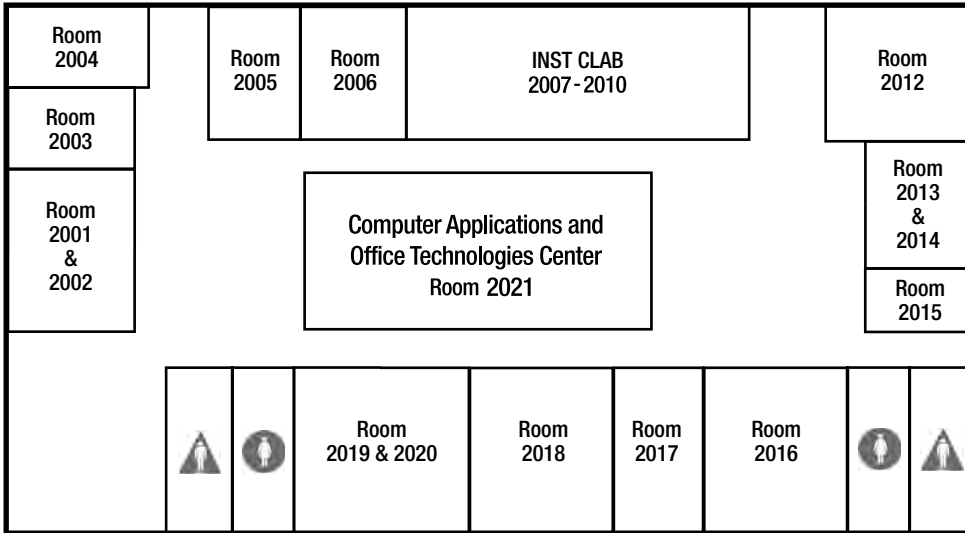 Room
2004
Room
2005
Room
2006
INST CLAB
2007-2010
Room
2012
Room
2003
Room
2001
&
2002
Computer Applications and
Office Technologies Center
Room 2021
Room
2013
&
2014
Room
2015
Room
2019 & 2020
Room
2018
Room
2017
Room
2016